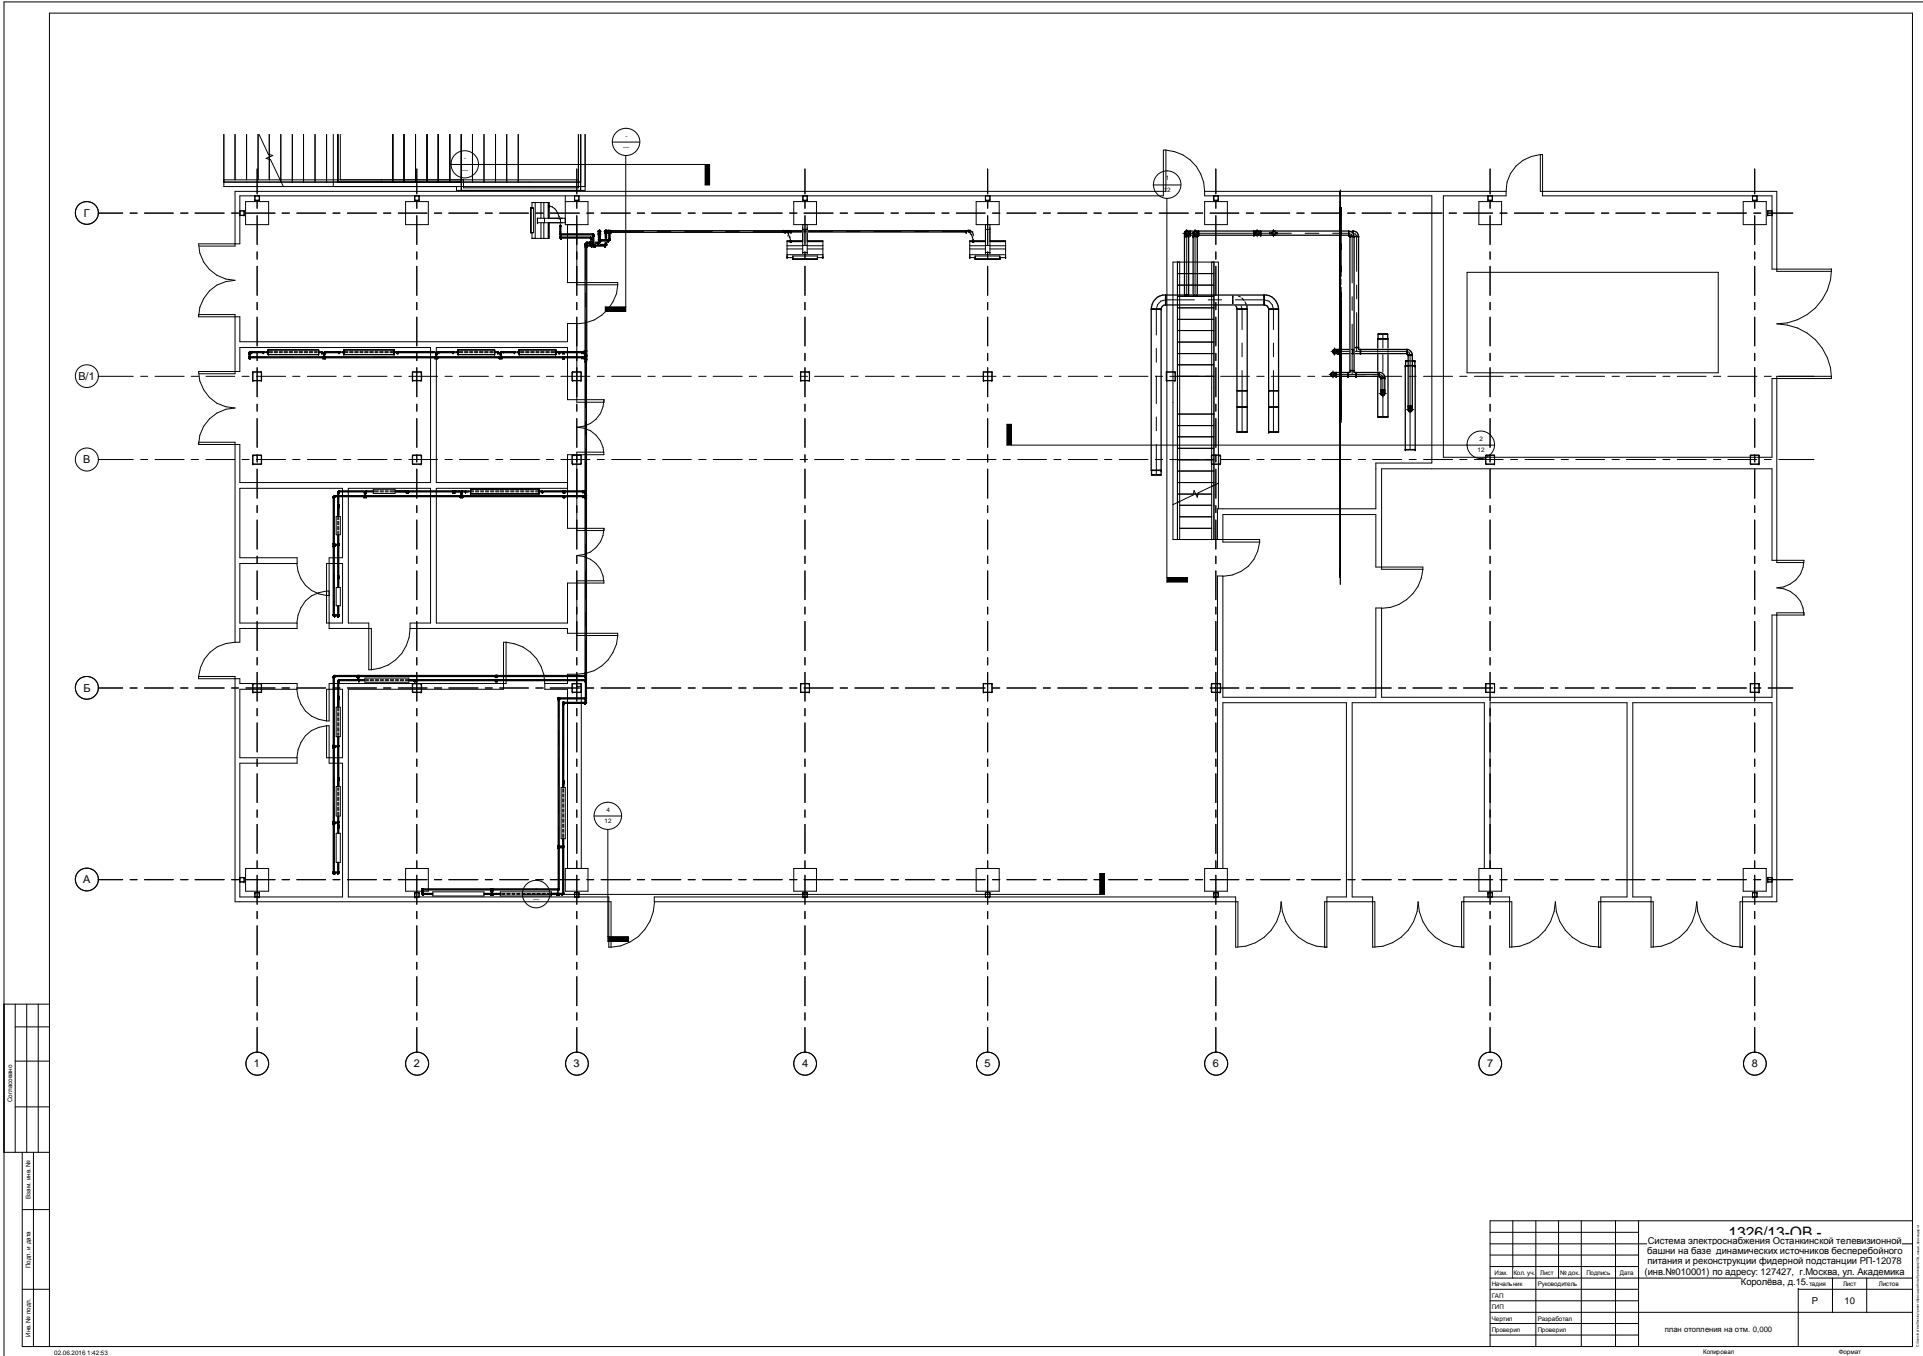 1
22
Г
В/1
2
12
В
Б
4
12
А
1
2
3
4
5
6
7
8
Согласовано
Взам. инв. №
Подп. и дата
Инв. № подл.
1326/13-ОВ -
Система электроснабжения Останкинской телевизионной
башни на базе динамических источников бесперебойного
питания и реконструкции фидерной подстанции РП-12078
(инв.№010001) по адресу: 127427, г.Москва, ул. Академика
Королёва, д.15.
Изм. Кол. уч. Лист № док. Подпись Дата
Начальник Руководитель
тадия Лист Листов
ГАП
Р 10
ГИП
Чертил Разработал
Проверил Проверил
план отопления на отм. 0,000
02.06.2016 1:42:53
Копировал Формат